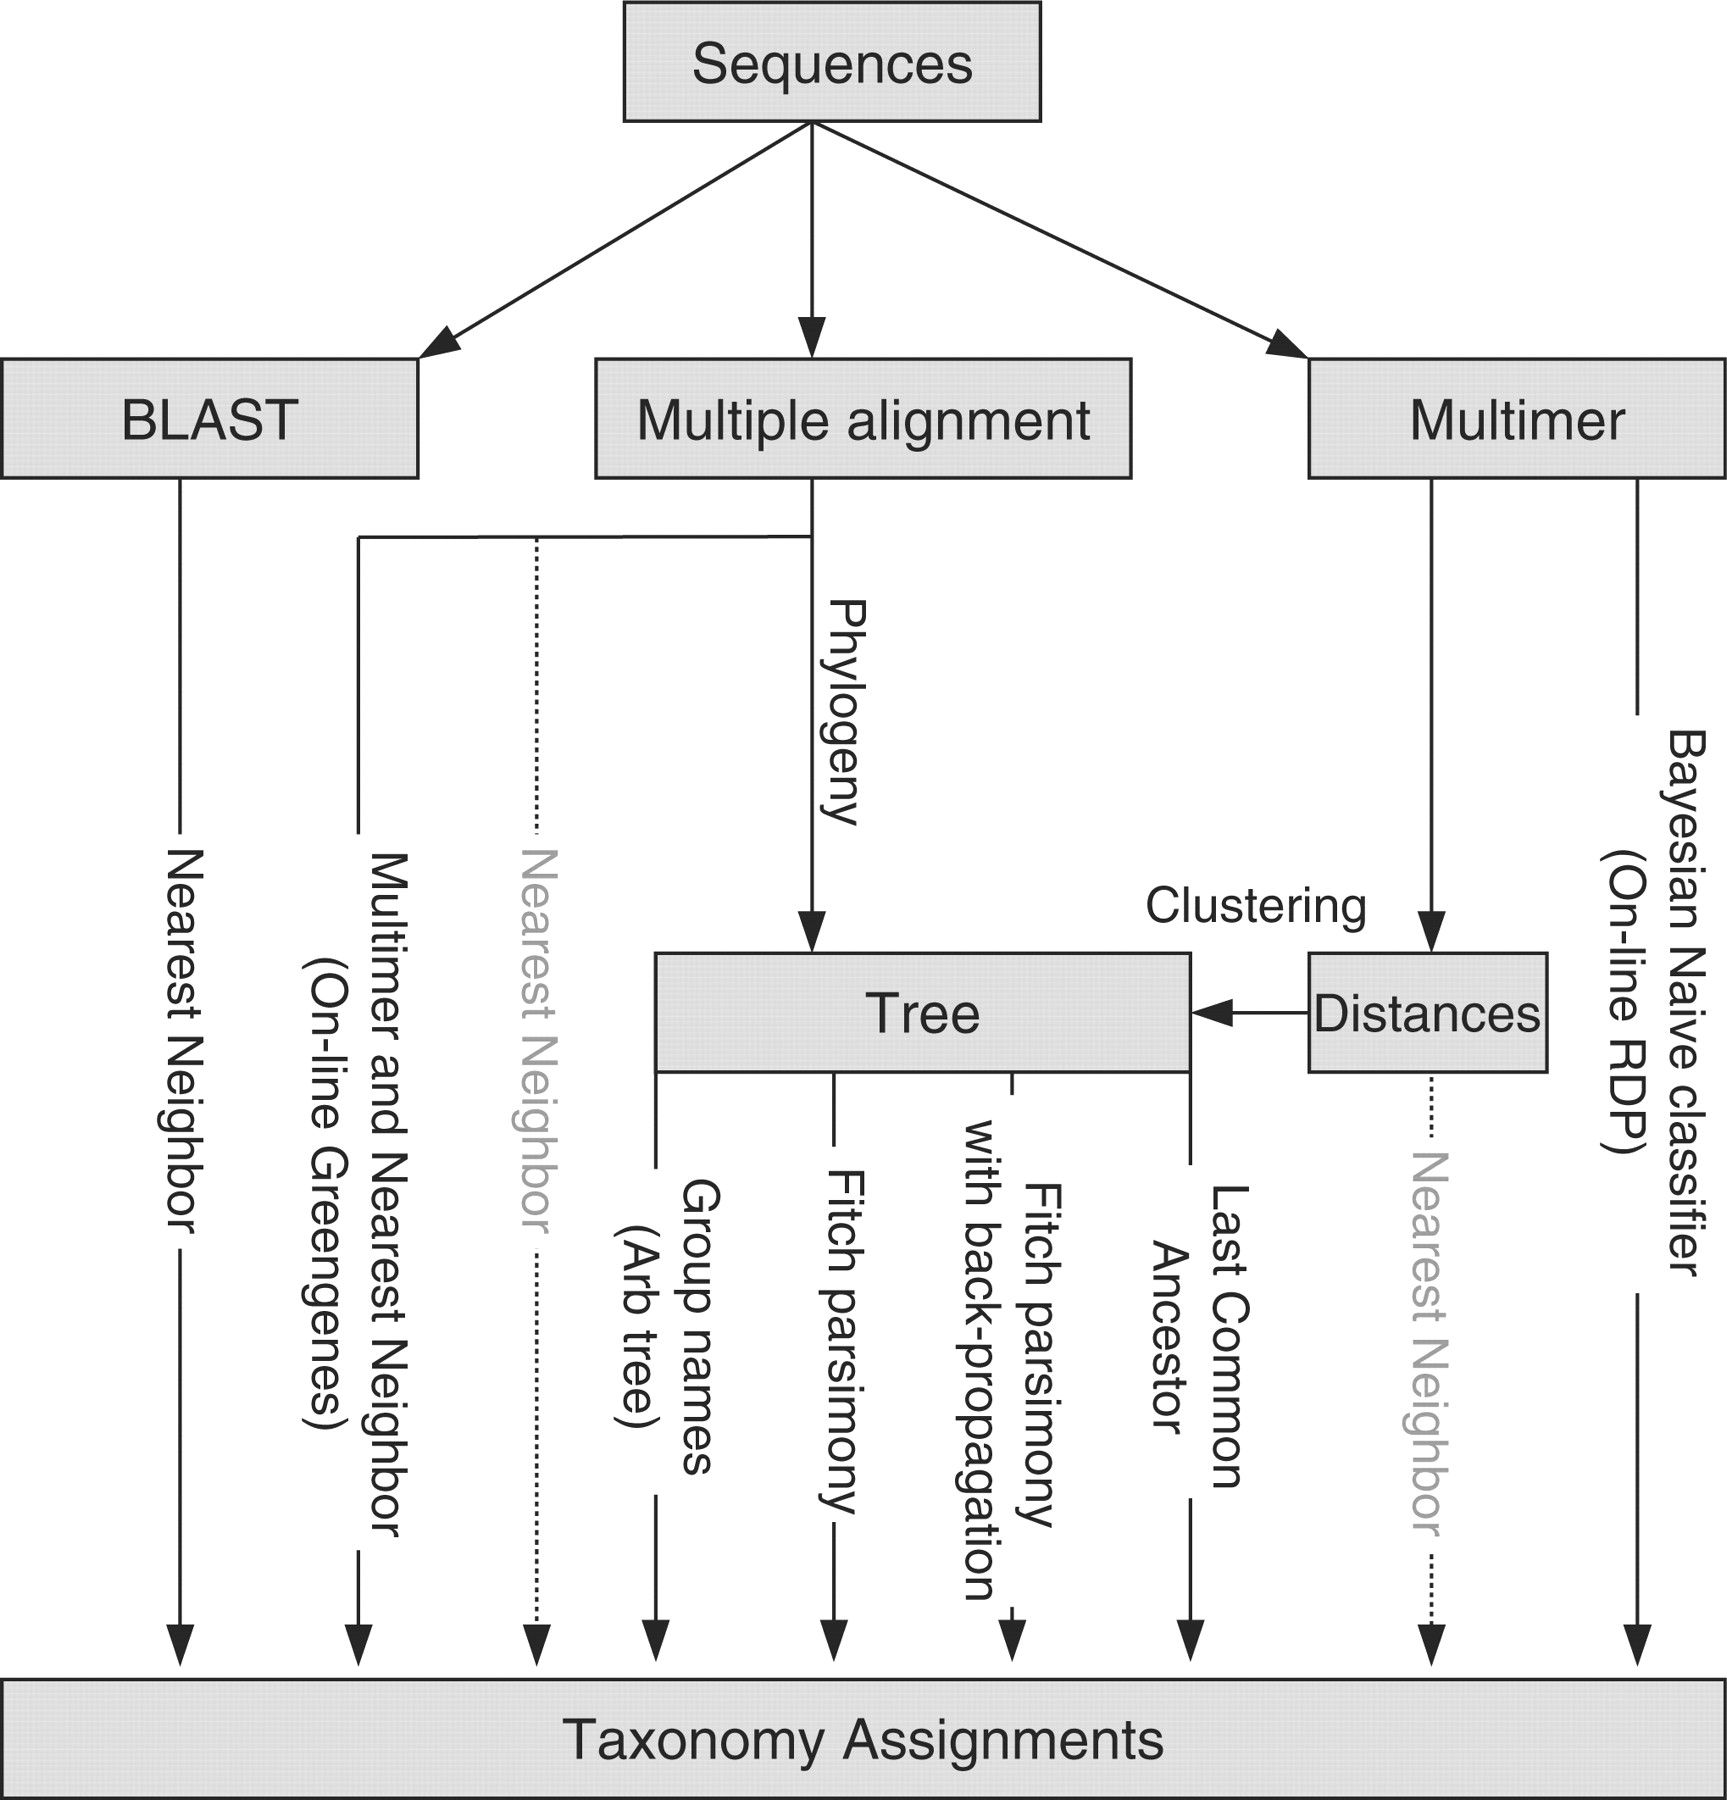 Sequences
BLAST
Multiple alignment
Multimer
Phylogeny
Clustering
Tree
Distances
Nearest Neighbor
Multimer and Nearest Neighbor
(On-line Greengenes)
Nearest Neighbor
Group names
(Arb tree)
Fitch parsimony
Fitch parsimony
with back-propagation
Last Common
Ancestor
Nearest Neighbor
Bayesian Naive classifier
(On-line RDP)
Taxonomy Assignments